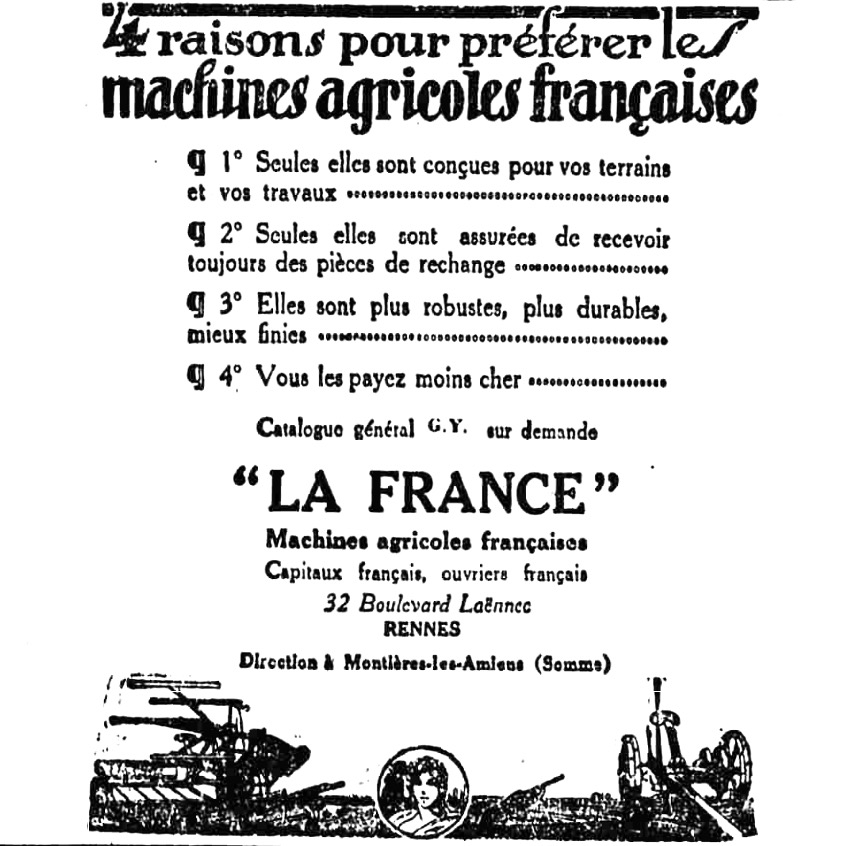 4 raisons pour préférer les
machines agricoles françaises
¶ 1° Seules elles sont conçues pour vos terrains
et vos travaux
¶ 2° Seules elles sont assurées de recevoir
toujours des pièces de rechange
¶ 3° Elles sont plus robustes, plus durables,
mieux finies
¶ 4° Vous les payez moins cher
Catalogue général G.Y. sur demande
"LA FRANCE"
Machines agricoles françaises
Capitaux français, ouvriers français
32 Boulevard Laënnec
RENNES
Direction à Montières-les-Amiens (Somme)